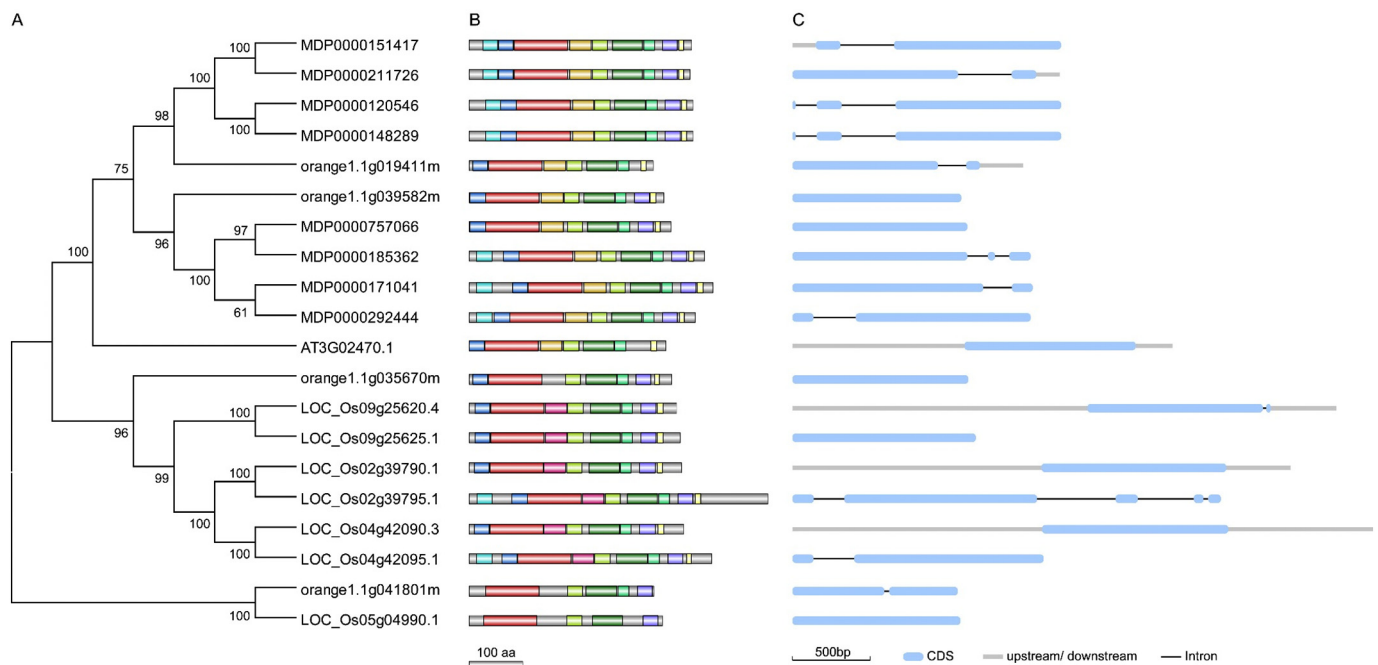 A B C
100 MDP0000151417
MDP0000211726
100
MDP0000120546
100 MDP0000148289
98
orange1.1g019411m
75
orange1.1g039582m
97 MDP0000757066
96 MDP0000185362
100 MDP0000171041
61 MDP0000292444
100
AT3G02470.1
orange1.1g035670m
100 LOC_Os09g25620.4
96 LOC_Os09g25625.1
99
100 LOC_Os02g39790.1
LOC_Os02g39795.1
100 LOC_Os04g42090.3
100 LOC_Os04g42095.1
orange1.1g041801m
100 LOC_Os05g04990.1
100 aa 500bp CDS upstream/ downstream Intron